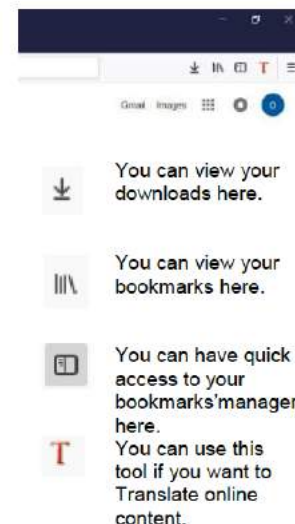 Gmail Images
You can view your
downloads here.
You can view your
bookmarks here.
You can have quick
access to your
bookmarks'manager
here.
T You can use this
tool if you want to
Translate online
content.